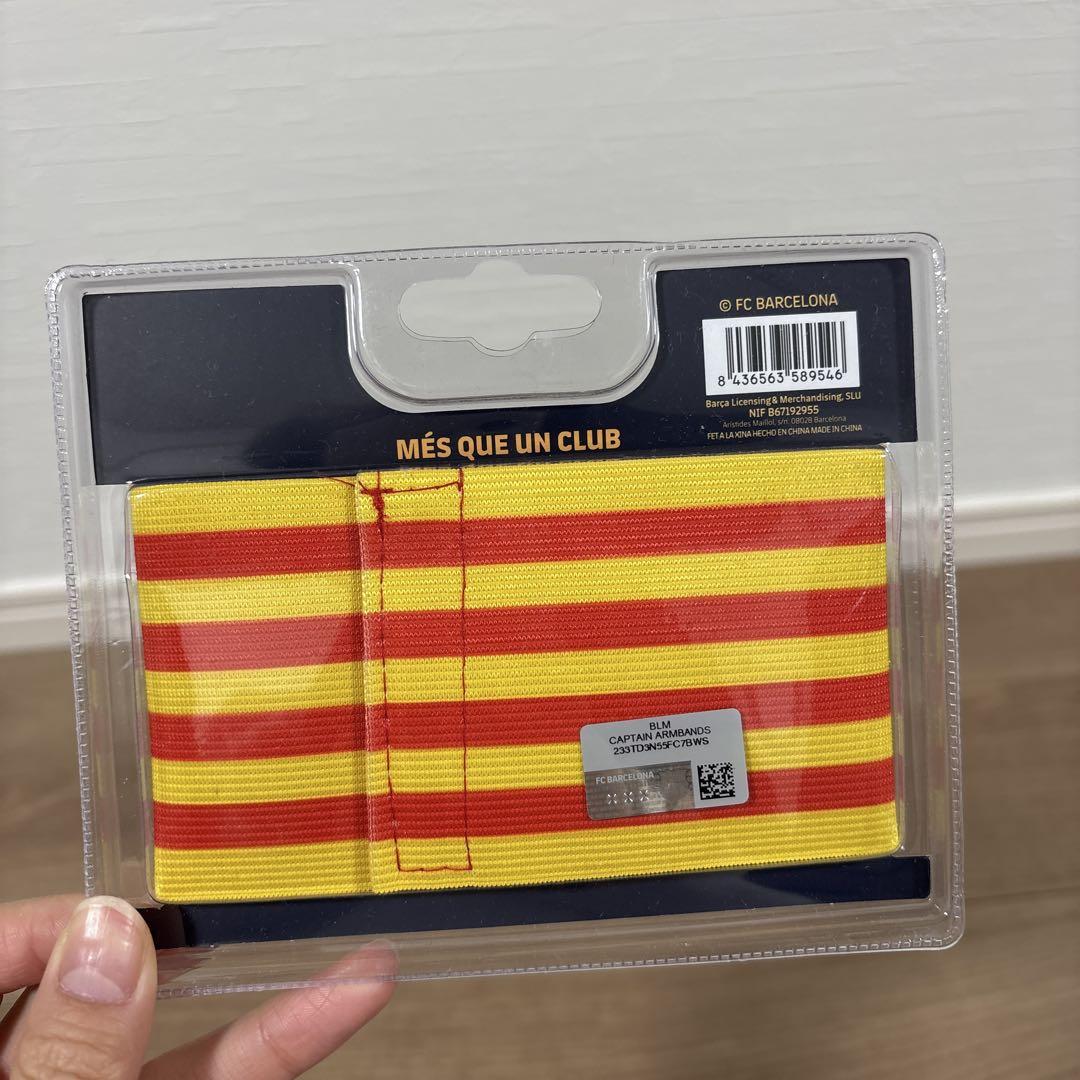 © FC BARCELONA
8 436563 589546
Barça Licensing & Merchandising, SLU
NIF B67192955
Arístides Maillol, s/n. 08028 Barcelona
FET A LA XINA HECHO EN CHINA MADE IN CHINA
MÉS QUE UN CLUB
BLM
CAPTAIN ARMBANDS
233TD3N55FC7BWS
FC BARCELONA